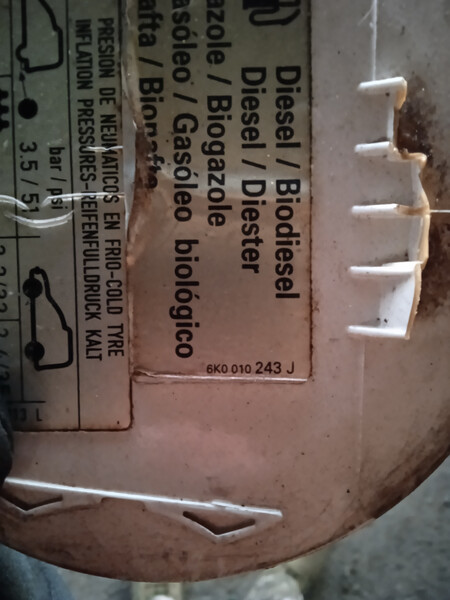 Diesel / Biodiesel
Diesel / Diester
azole / Biogazole
asóleo / Gasóleo biológico
afta / Bionafta
6K0 010 243 J
PRESION DE NEUMATICOS EN FRIO-COLD TYRE
INFLATION PRESSURES-REIFENFULLDRUCK KALT
bar / psi
3.5 / 51